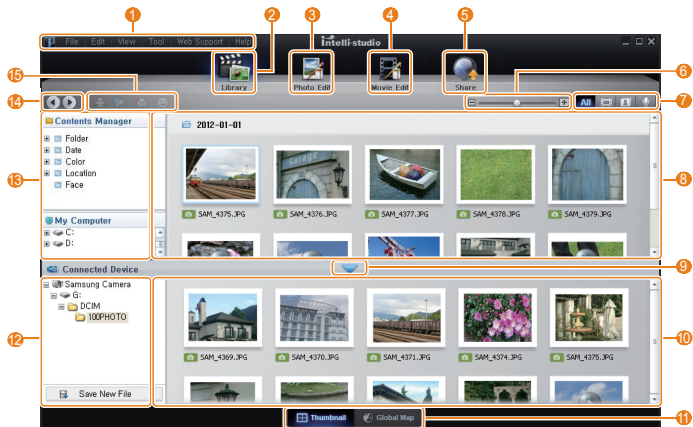 1 2 3 4 5
File Edit View Tool Web Support Help
Intelli-studio
Library Photo Edit Movie Edit Share
15
6
14
All
7
Contents Manager
Folder
Date
Color
Location
Face
13
2012-01-01
SAM_4375.JPG SAM_4376.JPG SAM_4377.JPG SAM_4378.JPG SAM_4379.JPG
8
My Computer
C:
D:
Connected Device
9
Samsung Camera
G:
DCIM
100PHOTO
12
SAM_4369.JPG SAM_4370.JPG SAM_4371.JPG SAM_4374.JPG SAM_4375.JPG
10
Save New File
Thumbnail Global Map
11